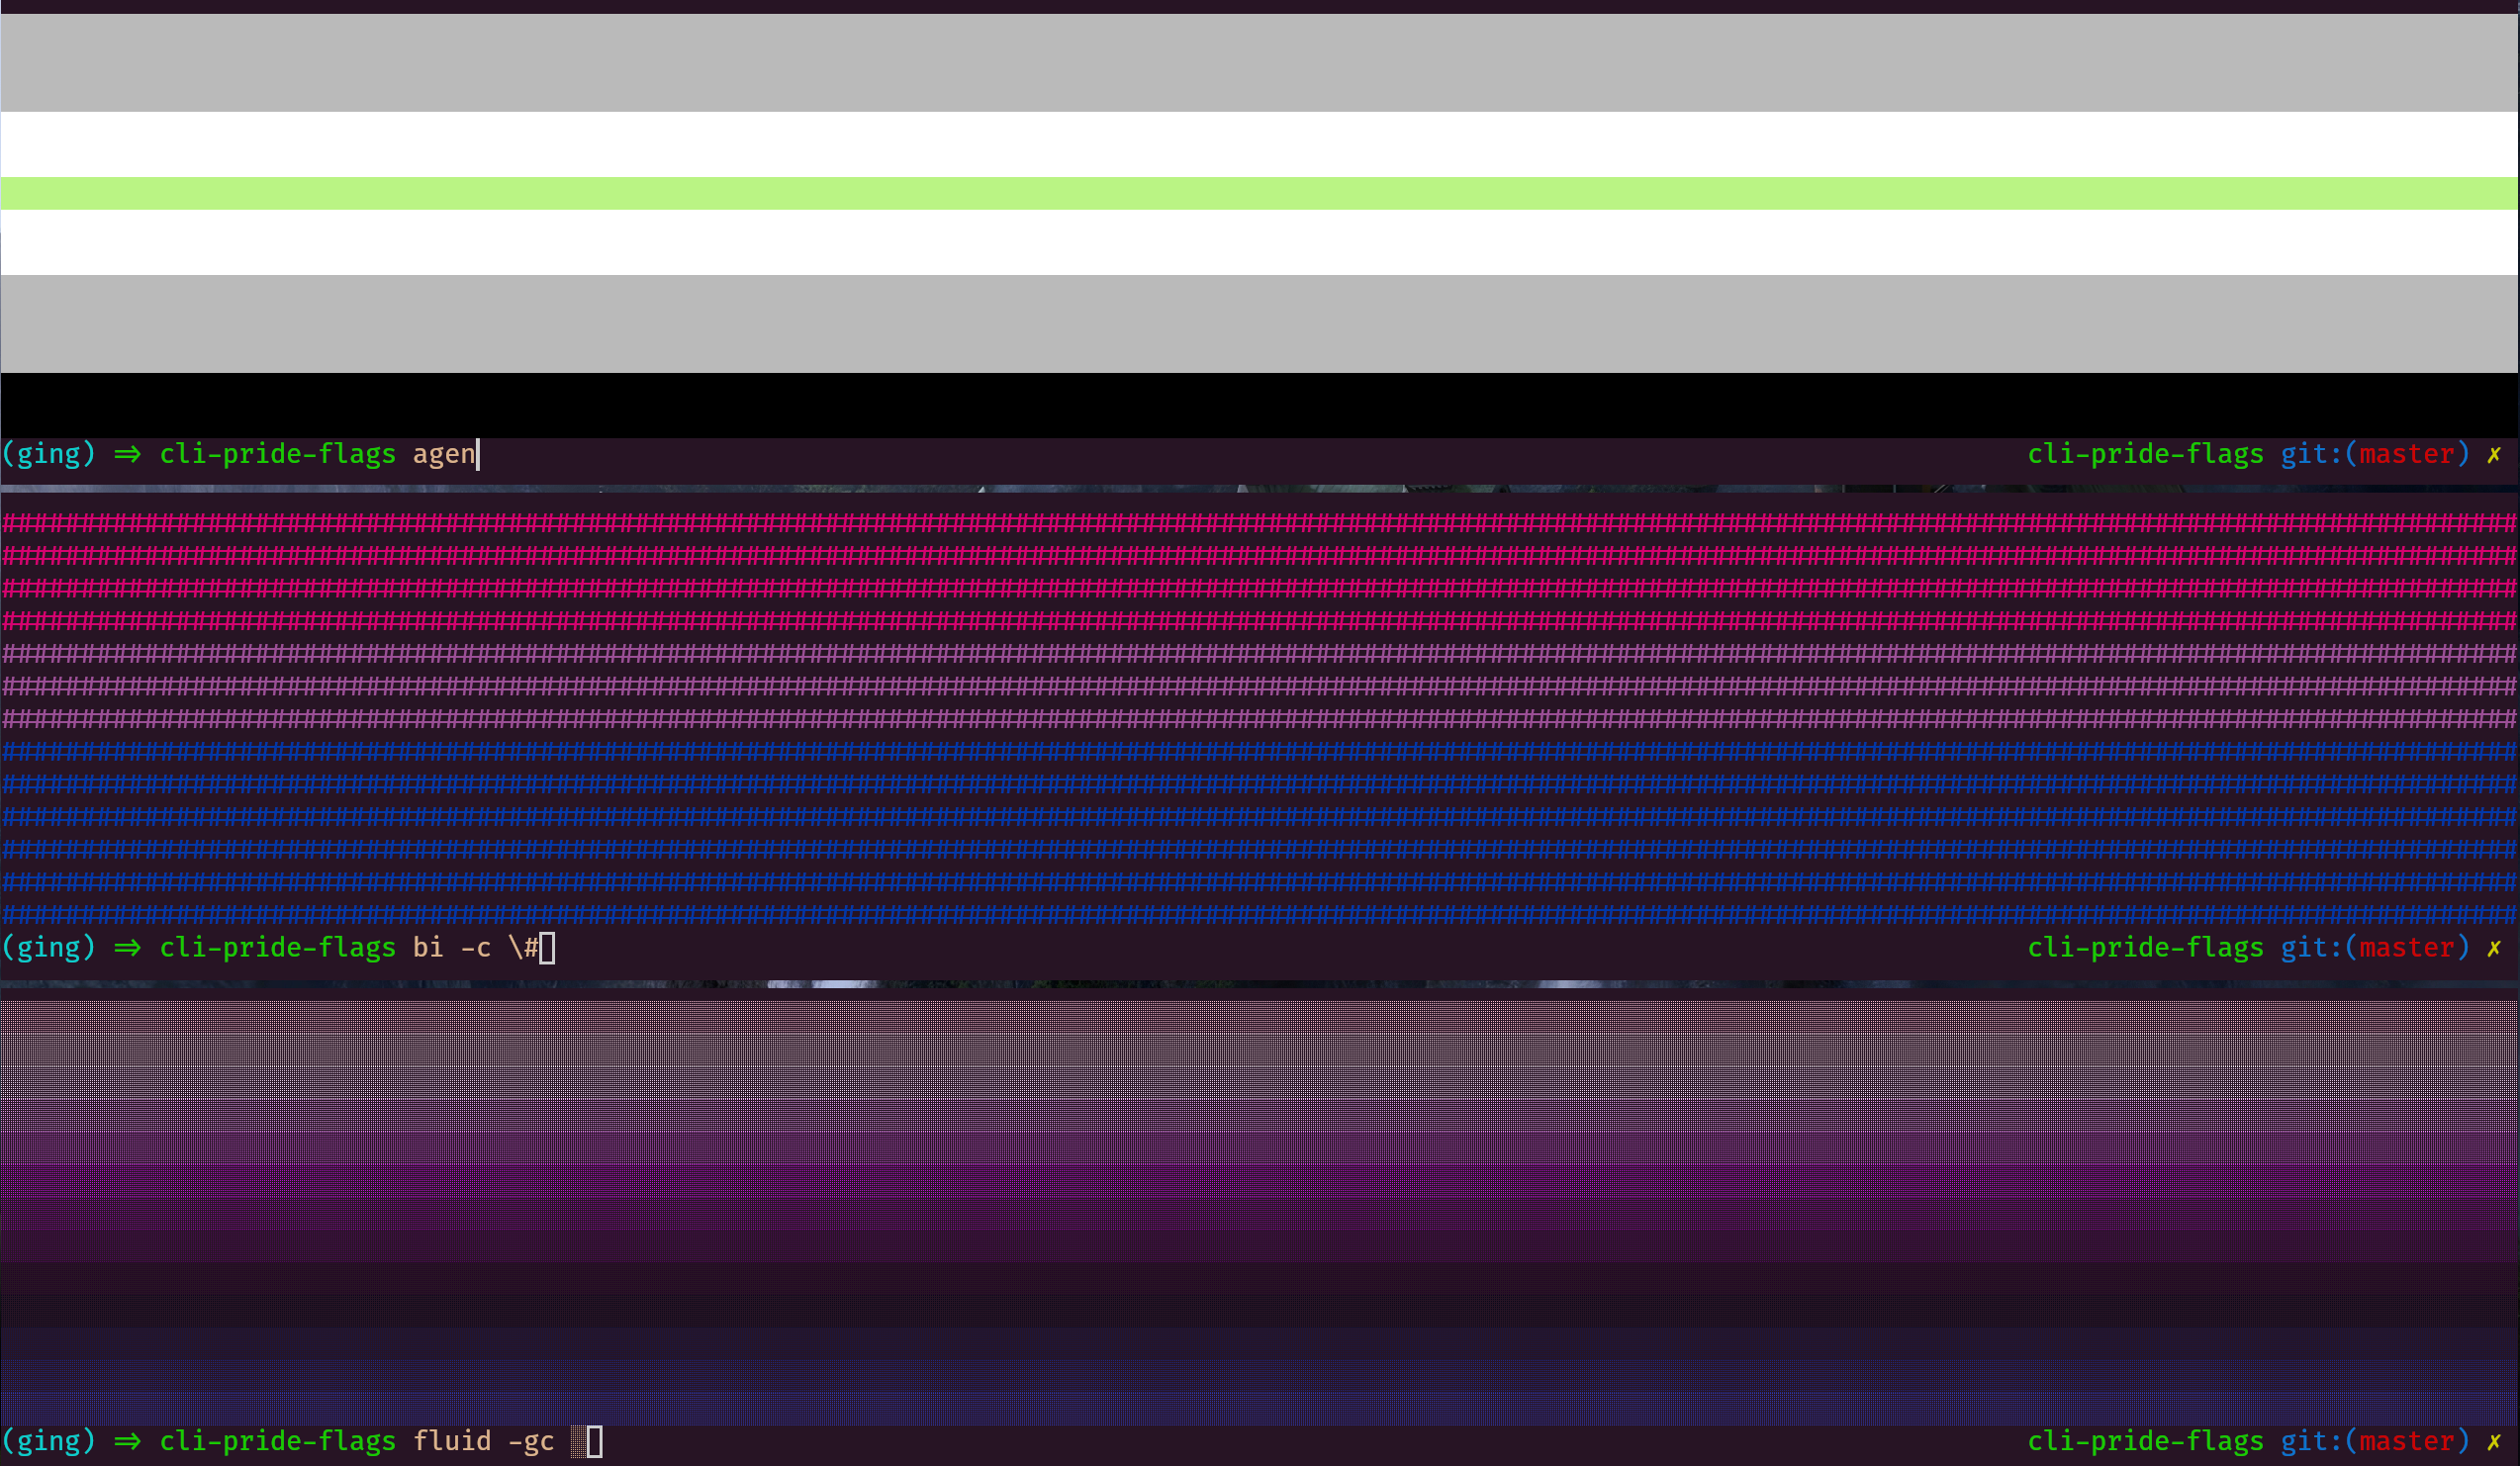 (ging) ⇒ cli-pride-flags agen cli-pride-flags git:(master) ✗
(ging) ⇒ cli-pride-flags bi -c \# cli-pride-flags git:(master) ✗
(ging) ⇒ cli-pride-flags fluid -gc ▒ cli-pride-flags git:(master) ✗